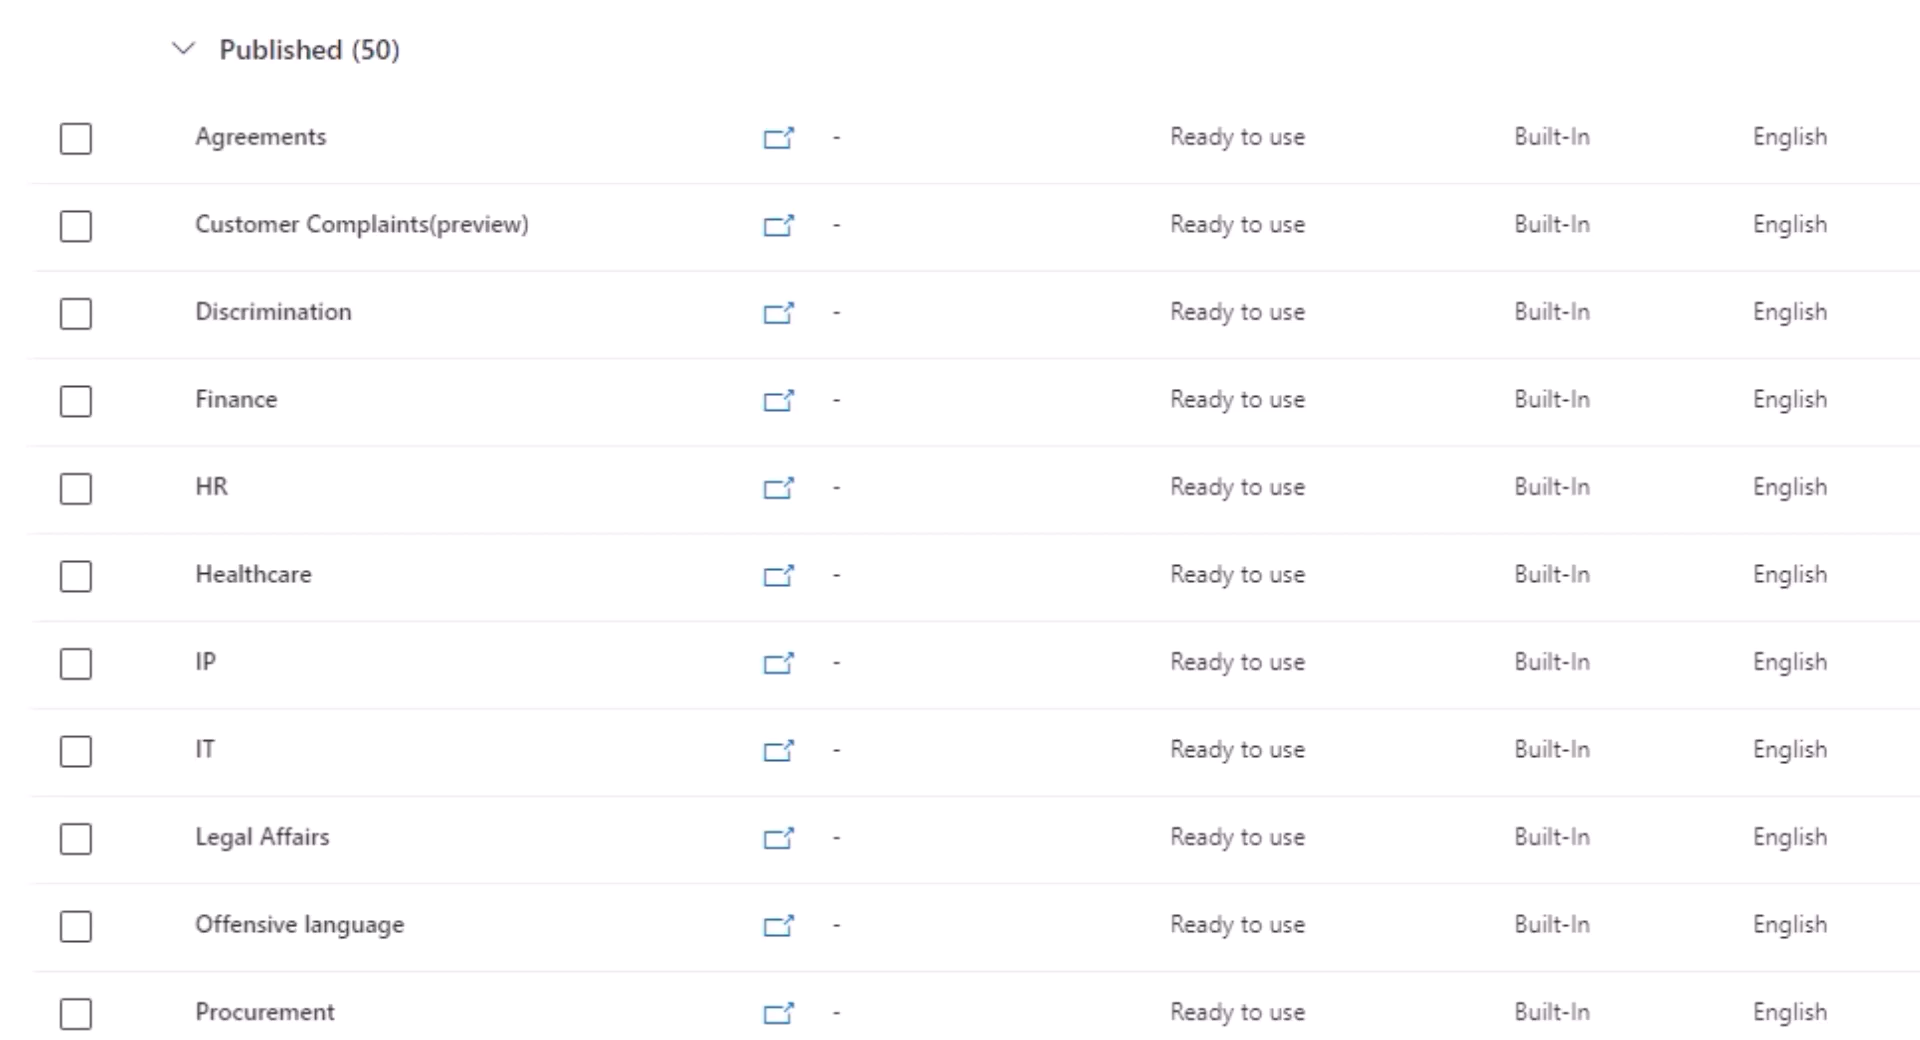 Published (50)
Agreements - Ready to use Built-In English
Customer Complaints(preview) - Ready to use Built-In English
Discrimination - Ready to use Built-In English
Finance - Ready to use Built-In English
HR - Ready to use Built-In English
Healthcare - Ready to use Built-In English
IP - Ready to use Built-In English
IT - Ready to use Built-In English
Legal Affairs - Ready to use Built-In English
Offensive language - Ready to use Built-In English
Procurement - Ready to use Built-In English